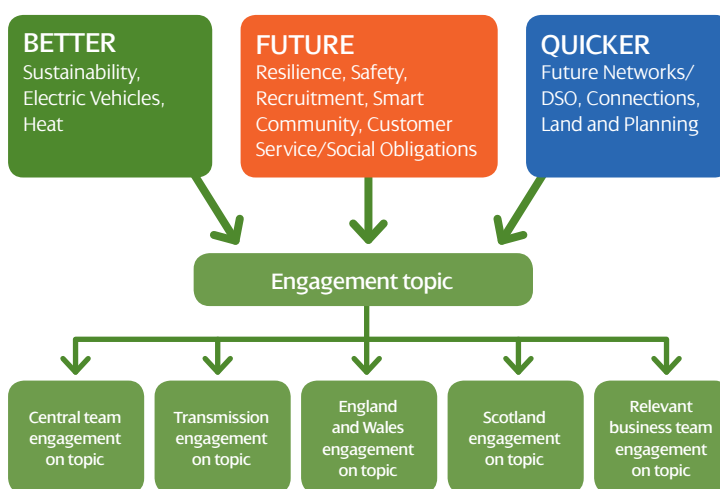 BETTER
Sustainability,
Electric Vehicles,
Heat
FUTURE
Resilience, Safety,
Recruitment, Smart
Community, Customer
Service/Social Obligations
QUICKER
Future Networks/
DSO, Connections,
Land and Planning
Engagement topic
Central team
engagement
on topic
Transmission
engagement
on topic
England
and Wales
engagement
on topic
Scotland
engagement
on topic
Relevant
business team
engagement
on topic